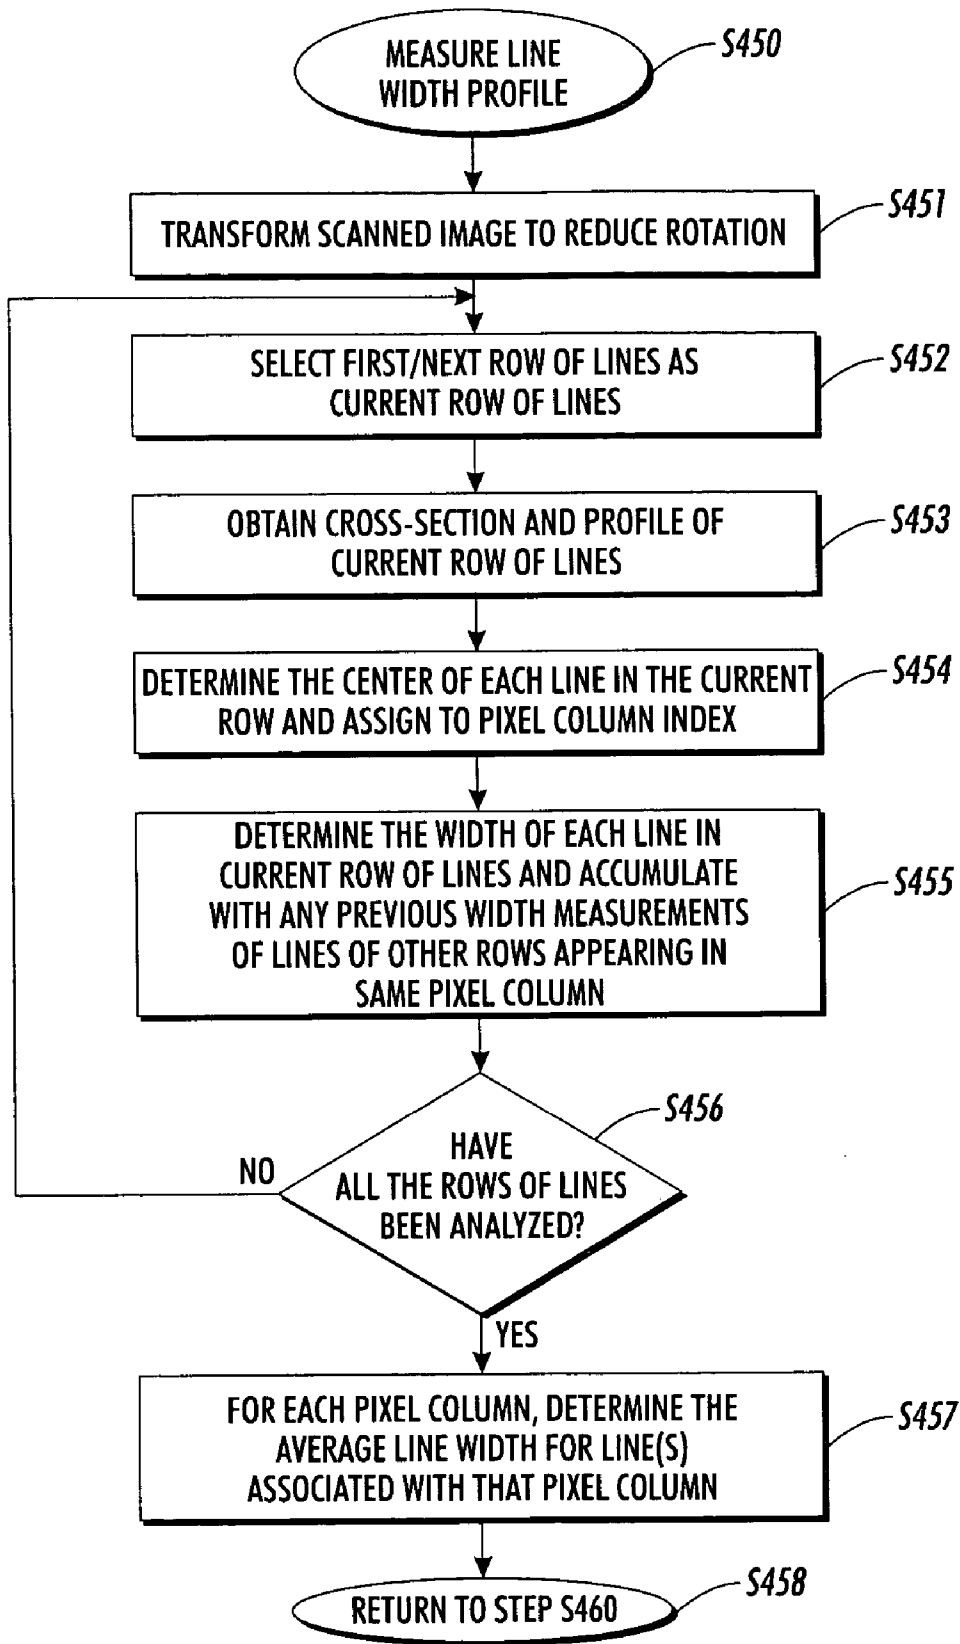 MEASURE LINE
WIDTH PROFILE
S450
TRANSFORM SCANNED IMAGE TO REDUCE ROTATION
S451
SELECT FIRST/NEXT ROW OF LINES AS
CURRENT ROW OF LINES
S452
OBTAIN CROSS-SECTION AND PROFILE OF
CURRENT ROW OF LINES
S453
DETERMINE THE CENTER OF EACH LINE IN THE CURRENT
ROW AND ASSIGN TO PIXEL COLUMN INDEX
S454
DETERMINE THE WIDTH OF EACH LINE IN
CURRENT ROW OF LINES AND ACCUMULATE
WITH ANY PREVIOUS WIDTH MEASUREMENTS
OF LINES OF OTHER ROWS APPEARING IN
SAME PIXEL COLUMN
S455
HAVE
ALL THE ROWS OF LINES
BEEN ANALYZED?
S456
NO
YES
FOR EACH PIXEL COLUMN, DETERMINE THE
AVERAGE LINE WIDTH FOR LINE(S)
ASSOCIATED WITH THAT PIXEL COLUMN
S457
RETURN TO STEP S460
S458